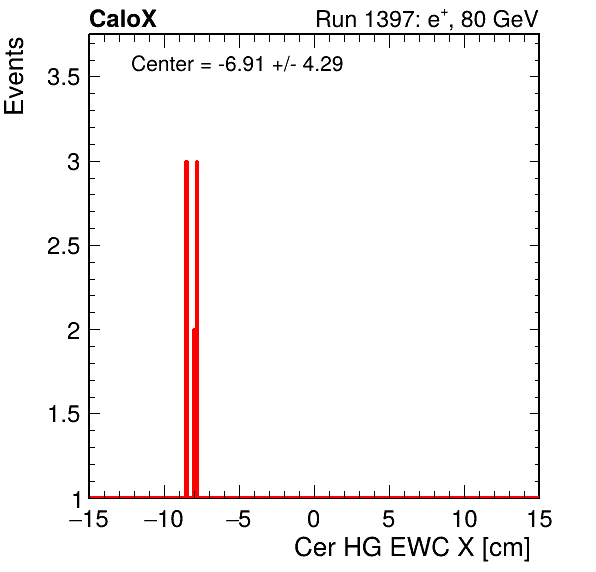 CaloX Run 1397: e+, 80 GeV
Events
Center = -6.91 +/- 4.29
3.5
3
2.5
2
1.5
1
−15 −10 −5 0 5 10 15
Cer HG EWC X [cm]